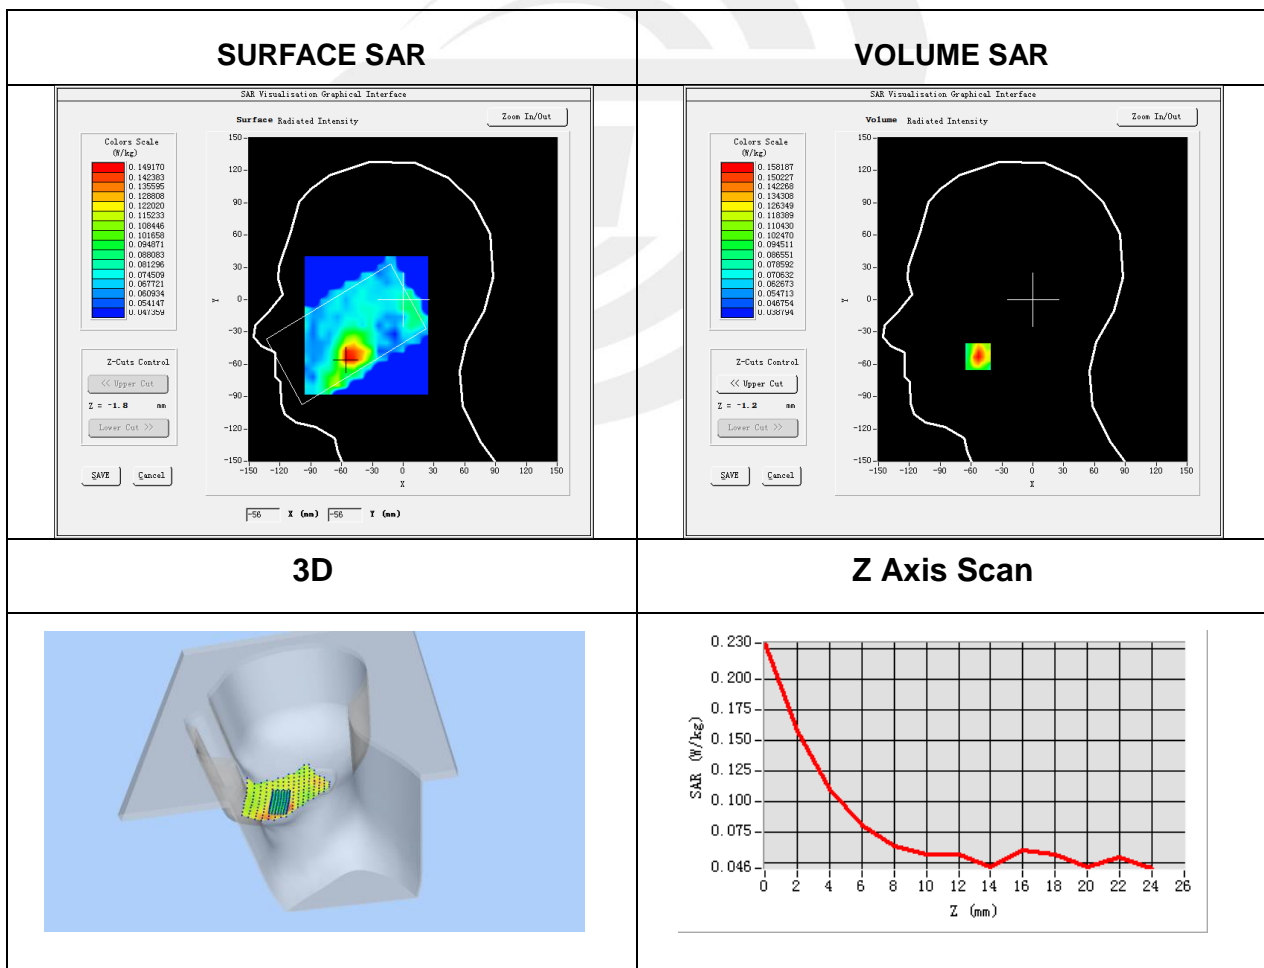 SURFACE SAR
VOLUME SAR
SAR Visualisation Graphical Interface
Surface Radiated Intensity
Zoom In/Out
Colors Scale
(W/kg)
0.149170
0.142383
0.135595
0.128808
0.122020
0.115233
0.108446
0.101658
0.094871
0.088083
0.081296
0.074509
0.067721
0.060934
0.054147
0.047359
Z-Cuts Control
<< Upper Cut
Z = -1.8 mm
Lower Cut >>
SAVE Cancel
150
120
90
60
30
0
-30
-60
-90
-120
-150
Y
-150 -120 -90 -60 -30 0 30 60 90 120 150
X
-56 X (mm) -56 Y (mm)
SAR Visualisation Graphical Interface
Volume Radiated Intensity
Zoom In/Out
Colors Scale
(W/kg)
0.158187
0.150227
0.142268
0.134308
0.126349
0.118389
0.110430
0.102470
0.094511
0.086551
0.078592
0.070632
0.062673
0.054713
0.046754
0.038794
Z-Cuts Control
<< Upper Cut
Z = -1.2 mm
Lower Cut >>
SAVE Cancel
150
120
90
60
30
0
-30
-60
-90
-120
-150
Y
-150 -120 -90 -60 -30 0 30 60 90 120 150
X
3D
Z Axis Scan
0.230
0.200
0.175
0.150
0.125
0.100
0.075
0.046
SAR (W/kg)
0 2 4 6 8 10 12 14 16 18 20 22 24 26
Z (mm)